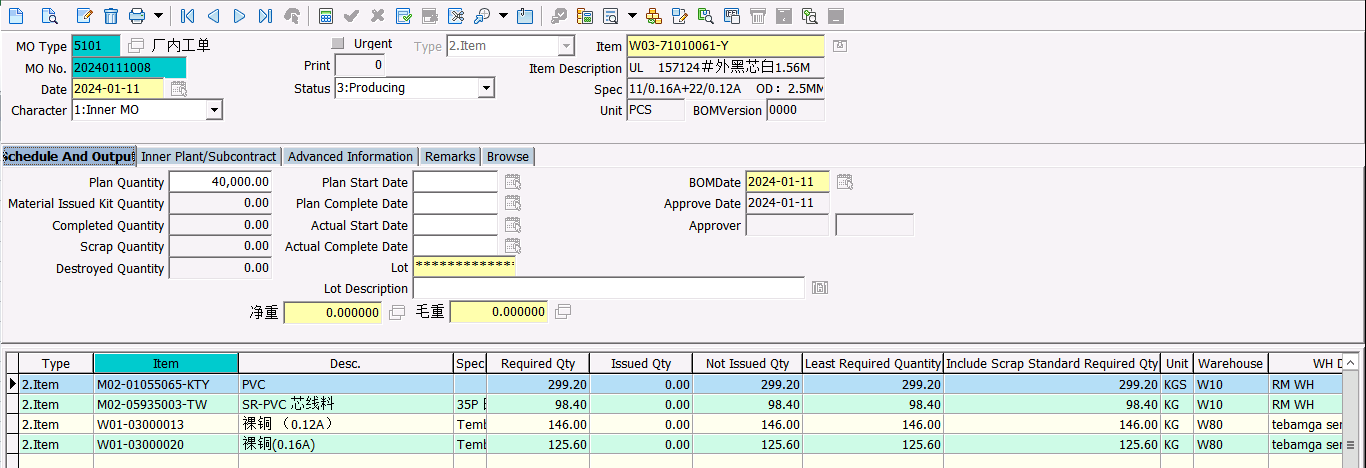 MO Type 5101 厂内工单 Urgent Type 2.Item Item W03-71010061-Y
MO No. 20240111008 Print 0 Item Description UL 157124＃外黑芯白1.56M
Date 2024-01-11 Status 3:Producing Spec 11/0.16A+22/0.12A OD：2.5MM
Character 1:Inner MO Unit PCS BOMVersion 0000
Schedule And Output Inner Plant/Subcontract Advanced Information Remarks Browse
Plan Quantity 40,000.00 Plan Start Date BOMDate 2024-01-11
Material Issued Kit Quantity 0.00 Plan Complete Date Approve Date 2024-01-11
Completed Quantity 0.00 Actual Start Date Approver
Scrap Quantity 0.00 Actual Complete Date
Destroyed Quantity 0.00 Lot *************
Lot Description
净重 0.000000 毛重 0.000000
Type Item Desc. Spec Required Qty Issued Qty Not Issued Qty Least Required Quantity Include Scrap Standard Required Qty Unit Warehouse WH D
2.Item M02-01055065-KTY PVC 299.20 0.00 299.20 299.20 299.20 KGS W10 RM WH
2.Item M02-05935003-TW SR-PVC 芯线料 35P 98.40 0.00 98.40 98.40 98.40 KG W10 RM WH
2.Item W01-03000013 裸铜（0.12A） Temb 146.00 0.00 146.00 146.00 146.00 KG W80 tebamga ser
2.Item W01-03000020 裸铜(0.16A) Temb 125.60 0.00 125.60 125.60 125.60 KG W80 tebamga ser